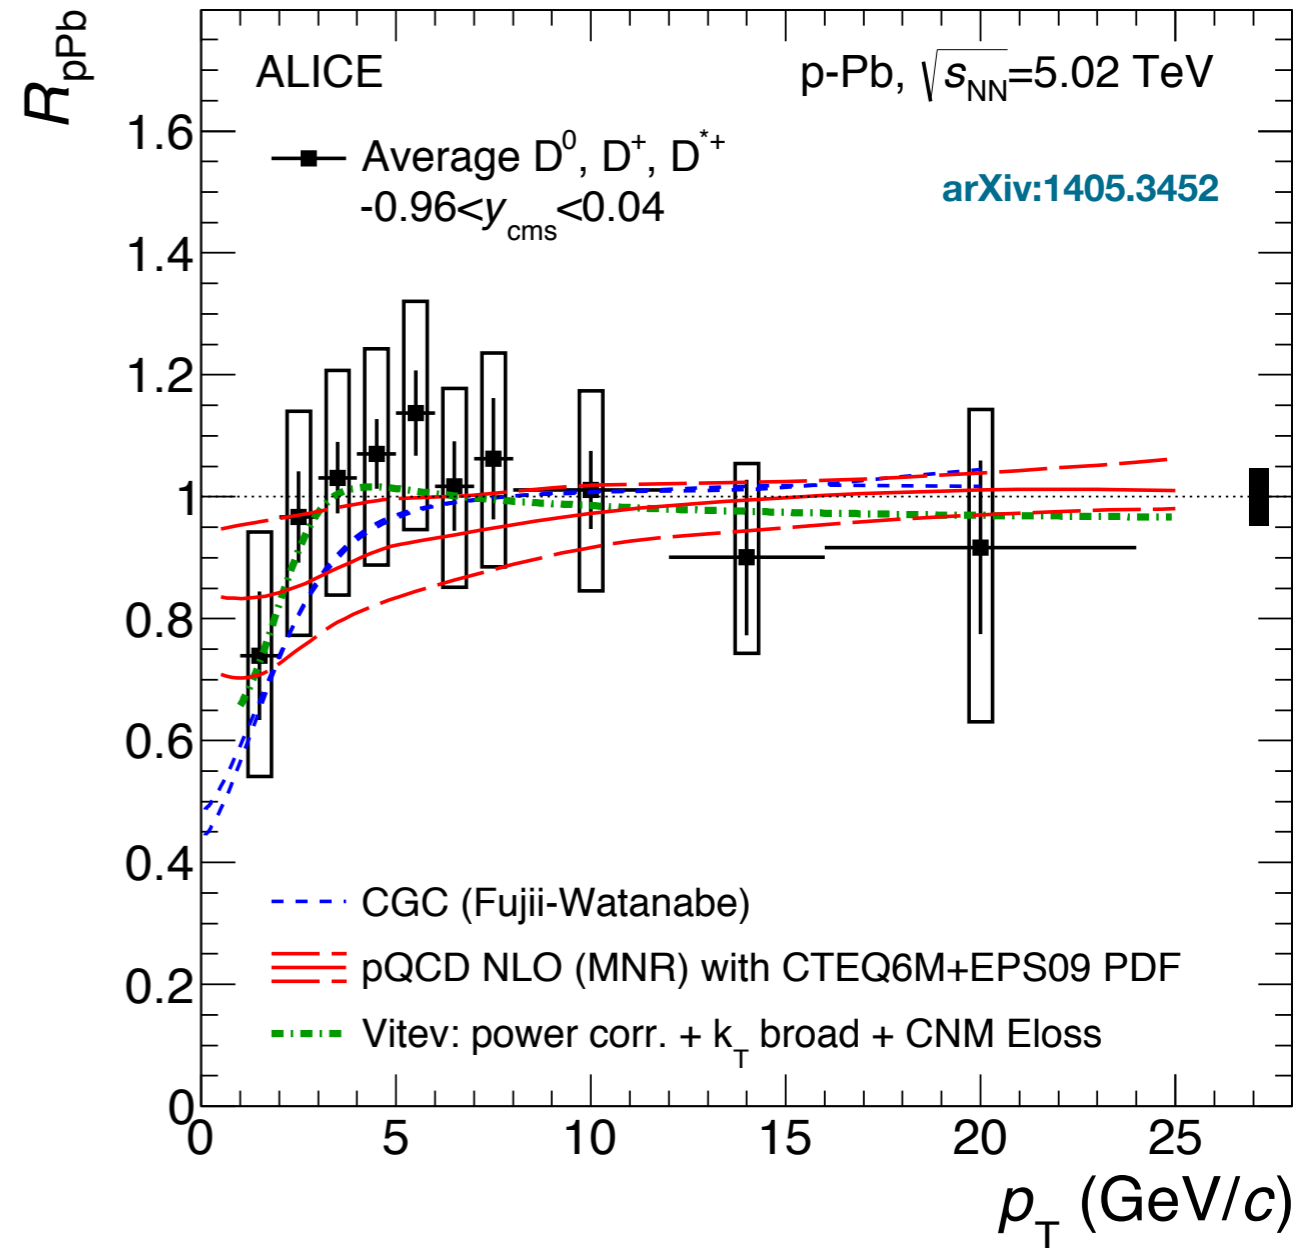 R_pPb
ALICE
p-Pb, √s_NN=5.02 TeV
Average D^0, D^+, D^*+
-0.96<y_cms<0.04
arXiv:1405.3452
1.6
1.4
1.2
1
0.8
0.6
0.4
0.2
0
CGC (Fujii-Watanabe)
pQCD NLO (MNR) with CTEQ6M+EPS09 PDF
Vitev: power corr. + k_T broad + CNM Eloss
0 5 10 15 20 25
p_T (GeV/c)